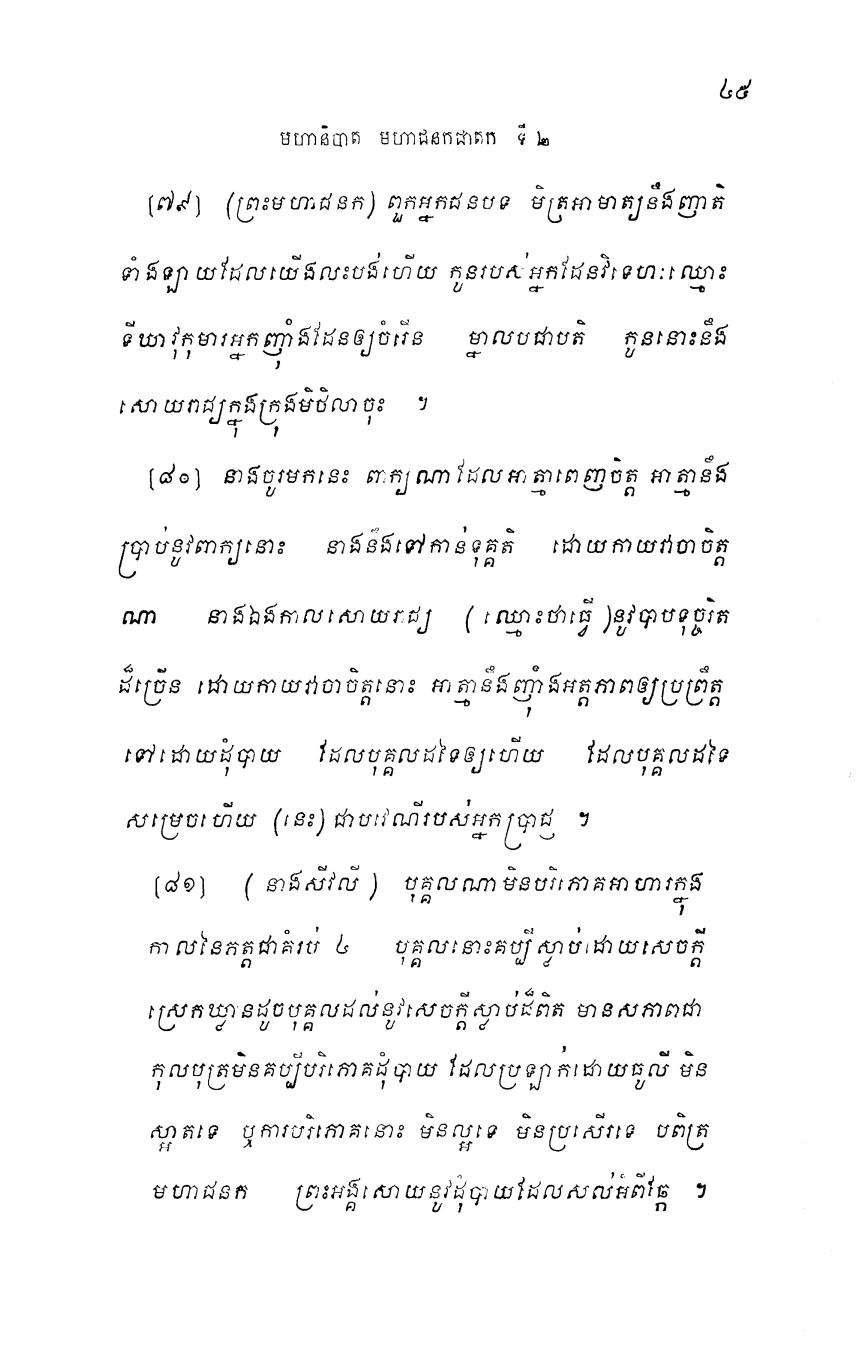 ៤៥
មហានិបាត មហាជនកជាតក ទី ២
[៧៩] (ព្រះមហាជនក) ពួកអ្នកជនបទ មិត្រអាមាត្យនឹងញាតិ
ទាំងឡាយដែលយើងលះបង់ហើយ កូនរបស់អ្នកដែនវិទេហៈឈ្មោះ
ទីឃាវុកុមារអ្នកញុំាងដែនឲ្យចំរើន ម្នាលបជាបតិ កូននោះនឹង
សោយរាជ្យក្នុងក្រុងមិថិលាចុះ ។
[៨០] នាងចូរមកនេះ ពាក្យណាដែលអាត្មាពេញចិត្ត អាត្មានឹង
ប្រាប់នូវពាក្យនោះ នាងនឹងទៅកាន់ទុគ្គតិ ដោយកាយវាចាចិត្ត
ណា នាងឯងកាលសោយរាជ្យ (ឈ្មោះថាធ្វើ)នូវបាបទុច្ចរិត
ដ៏ច្រើន ដោយកាយវាចាចិត្តនោះ អាត្មានឹងញុំាងអត្តភាពឲ្យប្រព្រឹត្ត
ទៅដោយដុំបាយ ដែលបុគ្គលដទៃឲ្យហើយ ដែលបុគ្គលដទៃ
សម្រេចហើយ (នេះ) ជាបវេណីរបស់អ្នកប្រាជ្ញ ។
[៨១] (នាងសីវលី) បុគ្គលណាមិនបរិភោគអាហារក្នុង
កាលនៃភត្តជាគំរប់ ៤ បុគ្គលនោះគប្បីស្លាប់ដោយសេចក្តី
ស្រេកឃ្លានដូចបុគ្គលដល់នូវសេចក្តីស្លាប់ដ៏ពិត មានសភាពជា
កុលបុត្រមិនគប្បីបរិភោគដុំបាយ ដែលប្រឡាក់ដោយធូលី មិន
ស្អាតទេ ឬការបរិភោគនោះ មិនល្អទេ មិនប្រសើរទេ បពិត្រ
មហាជនក ព្រះអង្គសោយនូវដុំបាយដែលសល់អំពីឆ្កែ ។